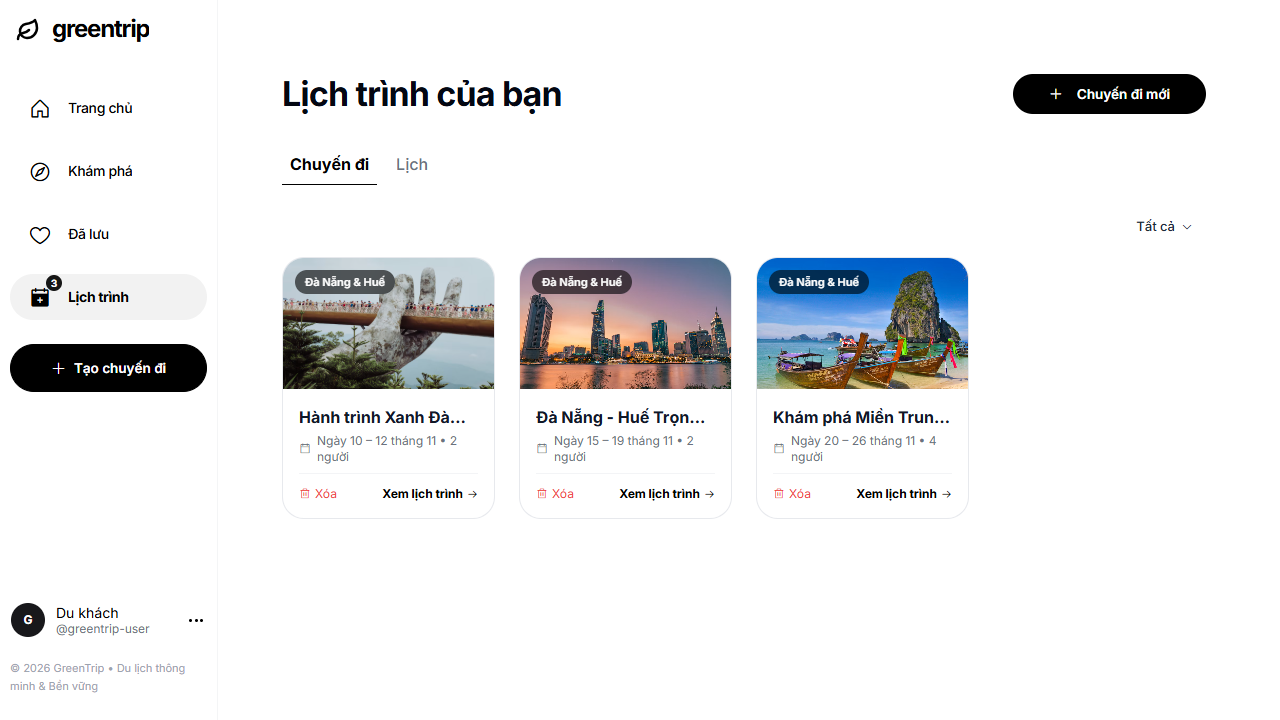 greentrip
Trang chủ
Khám phá
Đã lưu
3
Lịch trình
Tạo chuyến đi
G
Du khách
@greentrip-user
© 2026 GreenTrip • Du lịch thông
minh & Bền vững
Lịch trình của bạn
Chuyến đi mới
Chuyến đi
Lịch
Tất cả
Đà Nẵng & Huế
Hành trình Xanh Đà...
Ngày 10 – 12 tháng 11 • 2
người
Xóa
Xem lịch trình →
Đà Nẵng & Huế
Đà Nẵng - Huế Trọn...
Ngày 15 – 19 tháng 11 • 2
người
Xóa
Xem lịch trình →
Đà Nẵng & Huế
Khám phá Miền Trun...
Ngày 20 – 26 tháng 11 • 4
người
Xóa
Xem lịch trình →